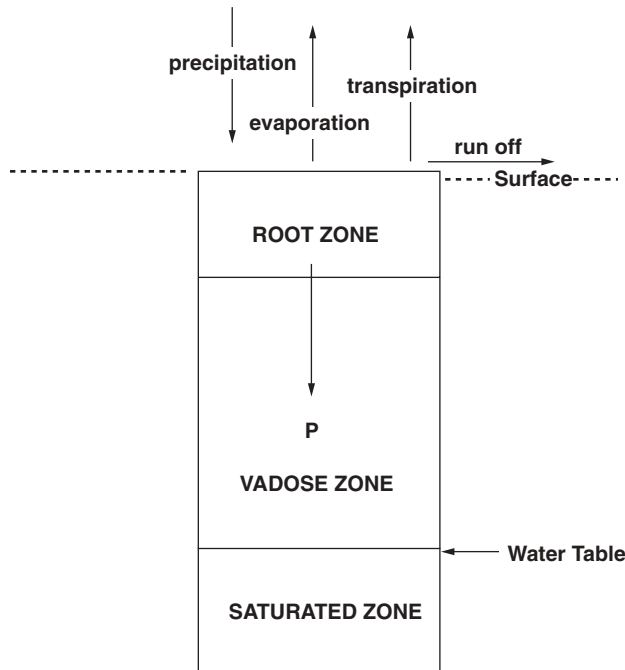 precipitation
transpiration
evaporation
run off
Surface
ROOT ZONE
P
VADOSE ZONE
Water Table
SATURATED ZONE